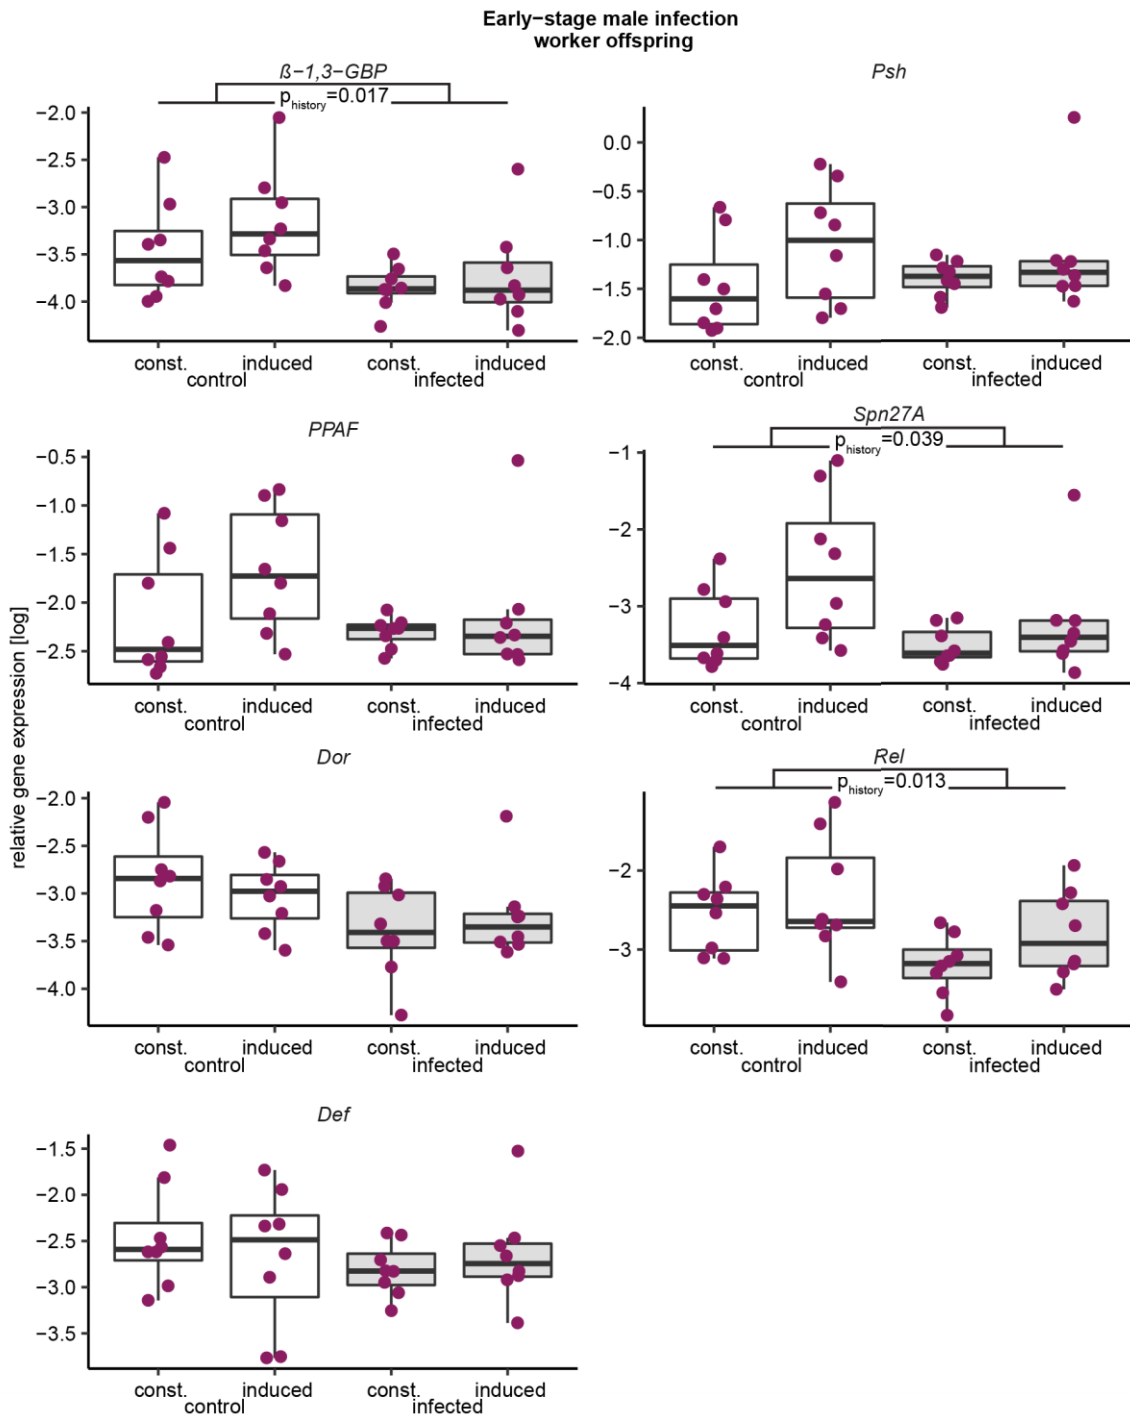 Early−stage male infection
worker offspring
ß−1,3−GBP
p_history=0.017
−2.0
−2.5
−3.0
−3.5
−4.0
const. induced const. induced
control infected
Psh
0.0
−0.5
−1.0
−1.5
−2.0
const. induced const. induced
control infected
PPAF
−0.5
−1.0
−1.5
−2.0
−2.5
const. induced const. induced
control infected
Spn27A
p_history=0.039
−1
−2
−3
−4
const. induced const. induced
control infected
relative gene expression [log]
Dor
−2.0
−2.5
−3.0
−3.5
−4.0
const. induced const. induced
control infected
Rel
p_history=0.013
−2
−3
const. induced const. induced
control infected
Def
−1.5
−2.0
−2.5
−3.0
−3.5
const. induced const. induced
control infected